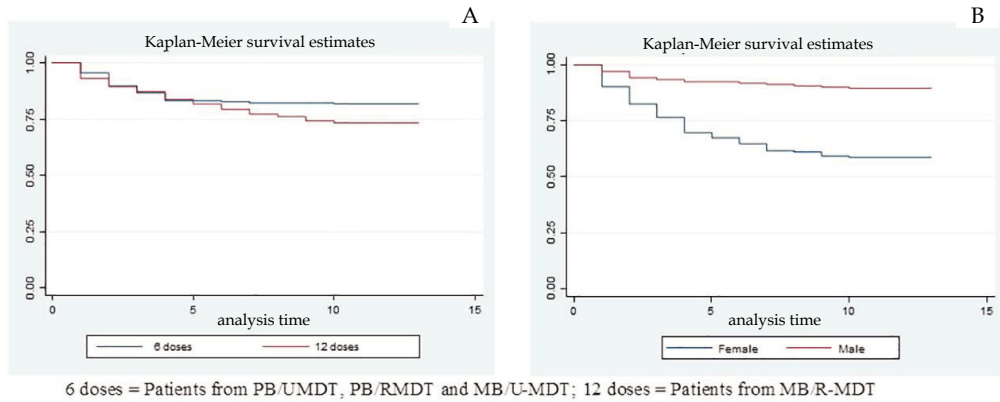 A
Kaplan-Meier survival estimates
1.00
0.75
0.50
0.25
0.00
0 5 10 15
analysis time
6 doses 12 doses
B
Kaplan-Meier survival estimates
1.00
0.75
0.50
0.25
0.00
0 5 10 15
analysis time
Female Male
6 doses = Patients from PB/UMDT, PB/RMDT and MB/U-MDT; 12 doses = Patients from MB/R-MDT